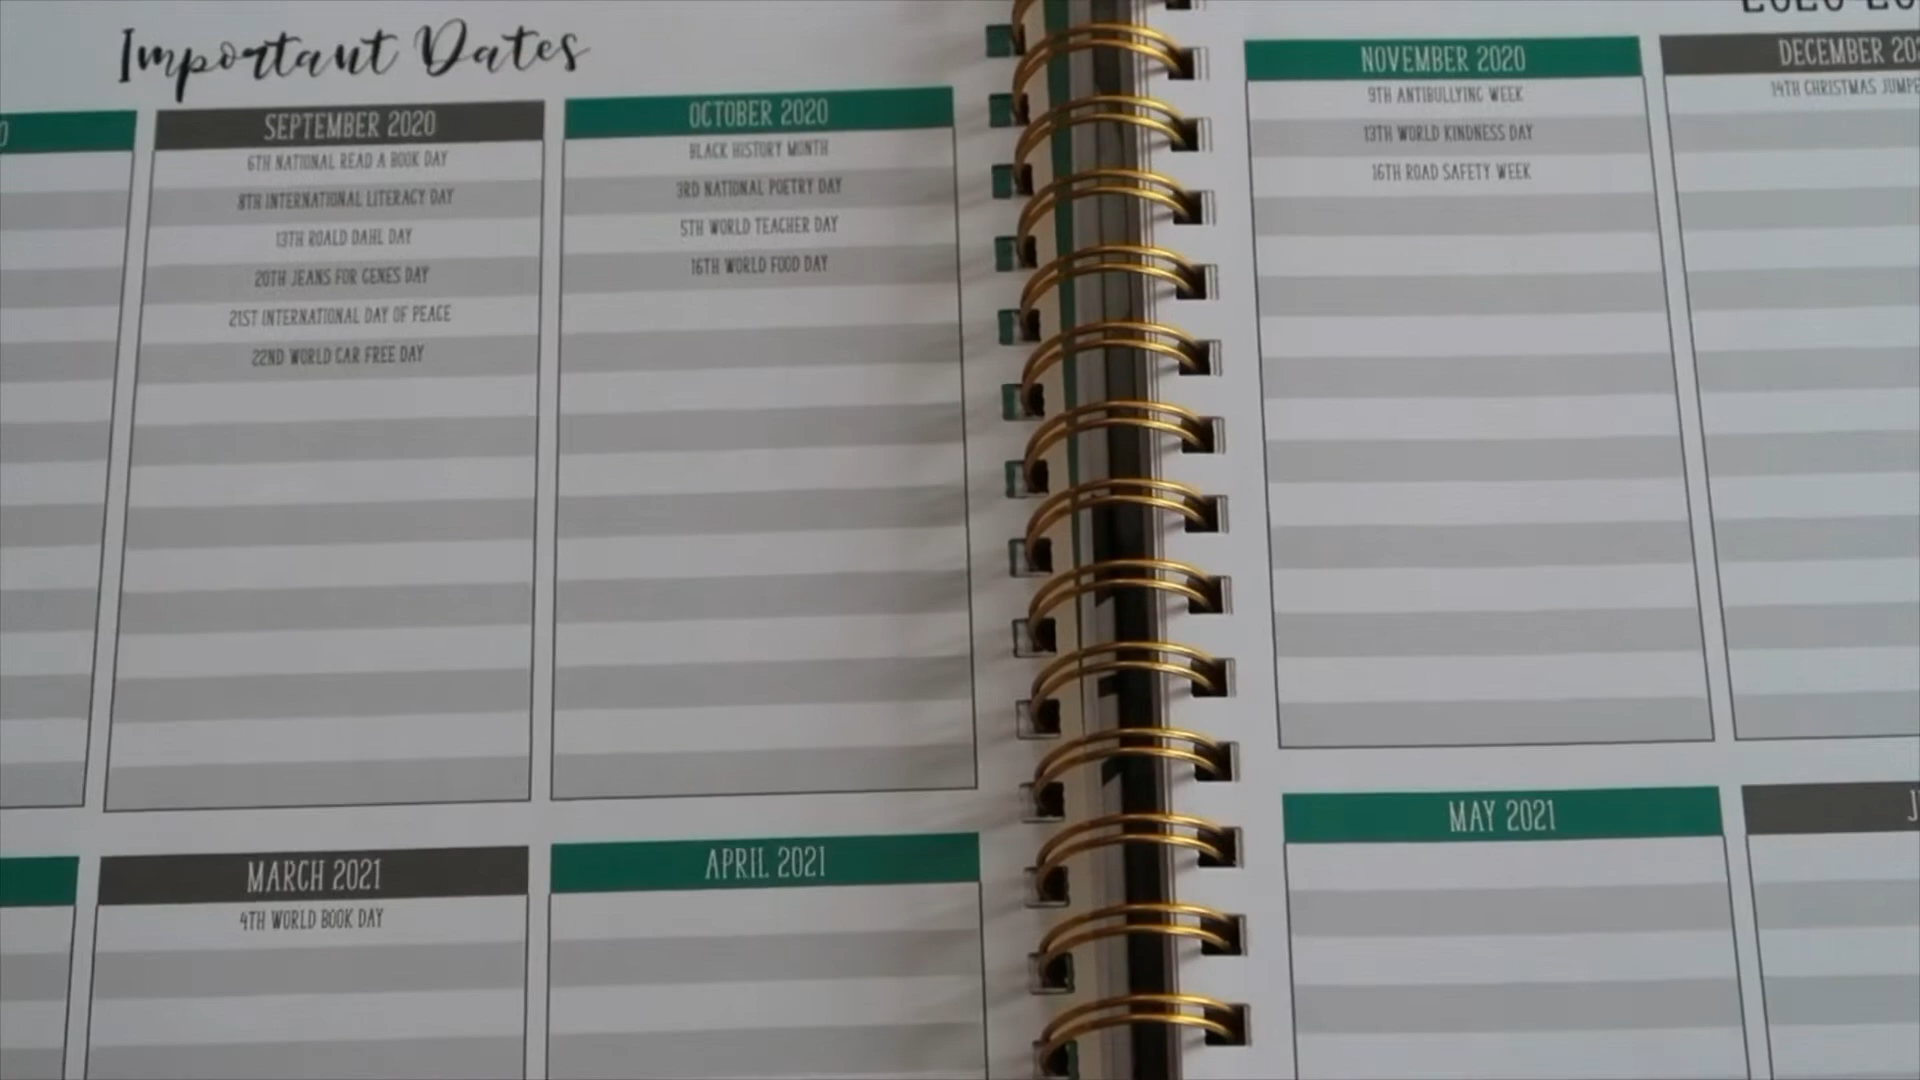 Important Dates
SEPTEMBER 2020
6TH NATIONAL READ A BOOK DAY
8TH INTERNATIONAL LITERACY DAY
13TH ROALD DAHL DAY
20TH JEANS FOR GENES DAY
21ST INTERNATIONAL DAY OF PEACE
22ND WORLD CAR FREE DAY
OCTOBER 2020
BLACK HISTORY MONTH
3RD NATIONAL POETRY DAY
5TH WORLD TEACHER DAY
16TH WORLD FOOD DAY
NOVEMBER 2020
9TH ANTIBULLYING WEEK
13TH WORLD KINDNESS DAY
16TH ROAD SAFETY WEEK
DECEMBER
14TH CHRISTMAS
MARCH 2021
4TH WORLD BOOK DAY
APRIL 2021
MAY 2021